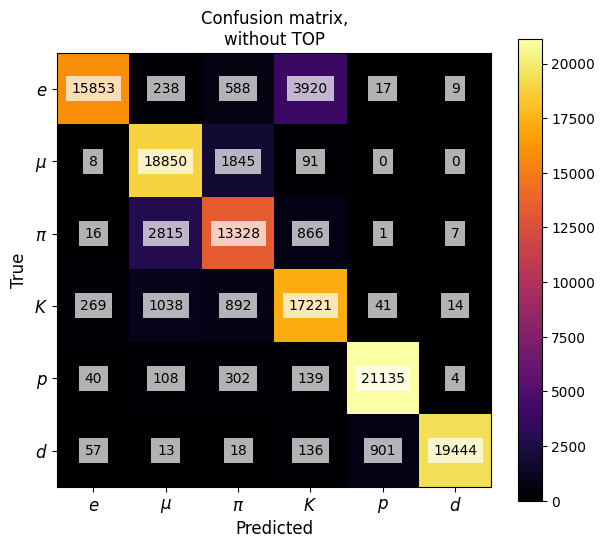 Confusion matrix,
without TOP
True
e 15853 238 588 3920 17 9
μ 8 18850 1845 91 0 0
π 16 2815 13328 866 1 7
K 269 1038 892 17221 41 14
p 40 108 302 139 21135 4
d 57 13 18 136 901 19444
e μ π K p d
Predicted
20000
17500
15000
12500
10000
7500
5000
2500
0